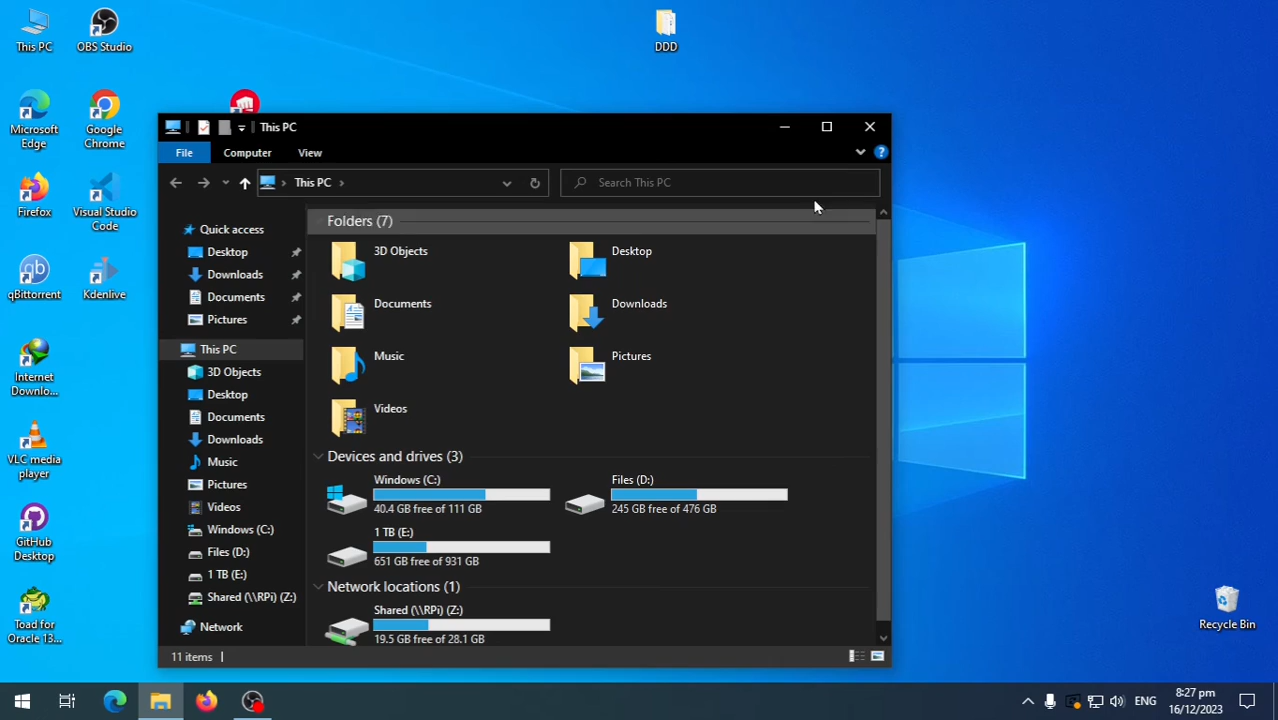 This PC
OBS Studio
DDD
Microsoft
Edge
Google
Chrome
Firefox
Visual Studio
Code
qBittorrent
Kdenlive
Internet
Downlo...
VLC media
player
GitHub
Desktop
Toad for
Oracle 13...
Recycle Bin
This PC
File
Computer
View
This PC
Search This PC
Quick access
Desktop
Downloads
Documents
Pictures
This PC
3D Objects
Desktop
Documents
Downloads
Music
Pictures
Videos
Windows (C:)
Files (D:)
1 TB (E:)
Shared (\\RPi) (Z:)
Network
Folders (7)
3D Objects
Desktop
Documents
Downloads
Music
Pictures
Videos
Devices and drives (3)
Windows (C:)
40.4 GB free of 111 GB
Files (D:)
245 GB free of 476 GB
1 TB (E:)
651 GB free of 931 GB
Network locations (1)
Shared (\\RPi) (Z:)
19.5 GB free of 28.1 GB
11 items
ENG
8:27 pm
16/12/2023